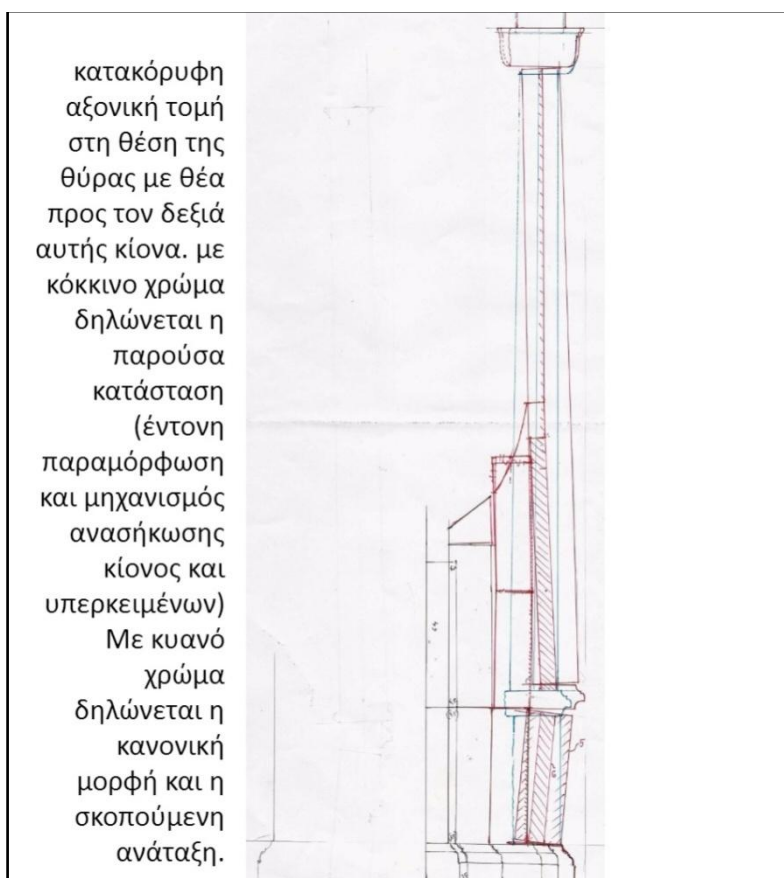 κατακόρυφη
αξονική τομή
στη θέση της
θύρας με θέα
προς τον δεξιά
αυτής κίονα. με
κόκκινο χρώμα
δηλώνεται η
παρούσα
κατάσταση
(έντονη
παραμόρφωση
και μηχανισμός
ανασήκωσης
κίονος και
υπερκειμένων)
Με κυανό
χρώμα
δηλώνεται η
κανονική
μορφή και η
σκοπούμενη
ανάταξη.